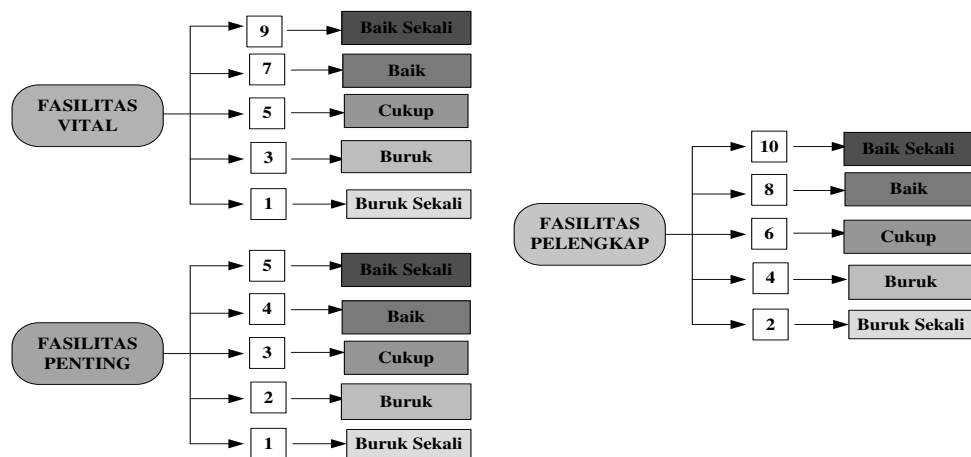 FASILITAS
VITAL
9 Baik Sekali
7 Baik
5 Cukup
3 Buruk
1 Buruk Sekali
FASILITAS
PENTING
5 Baik Sekali
4 Baik
3 Cukup
2 Buruk
1 Buruk Sekali
FASILITAS
PELENGKAP
10 Baik Sekali
8 Baik
6 Cukup
4 Buruk
2 Buruk Sekali